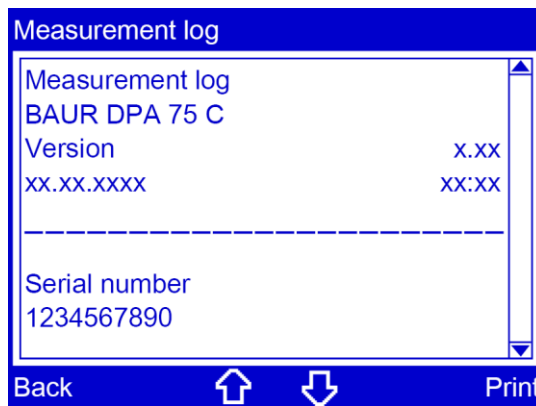 Measurement log
Measurement log
BAUR DPA 75 C
Version x.xx
xx.xx.xxxx xx:xx
Serial number
1234567890
Back Print